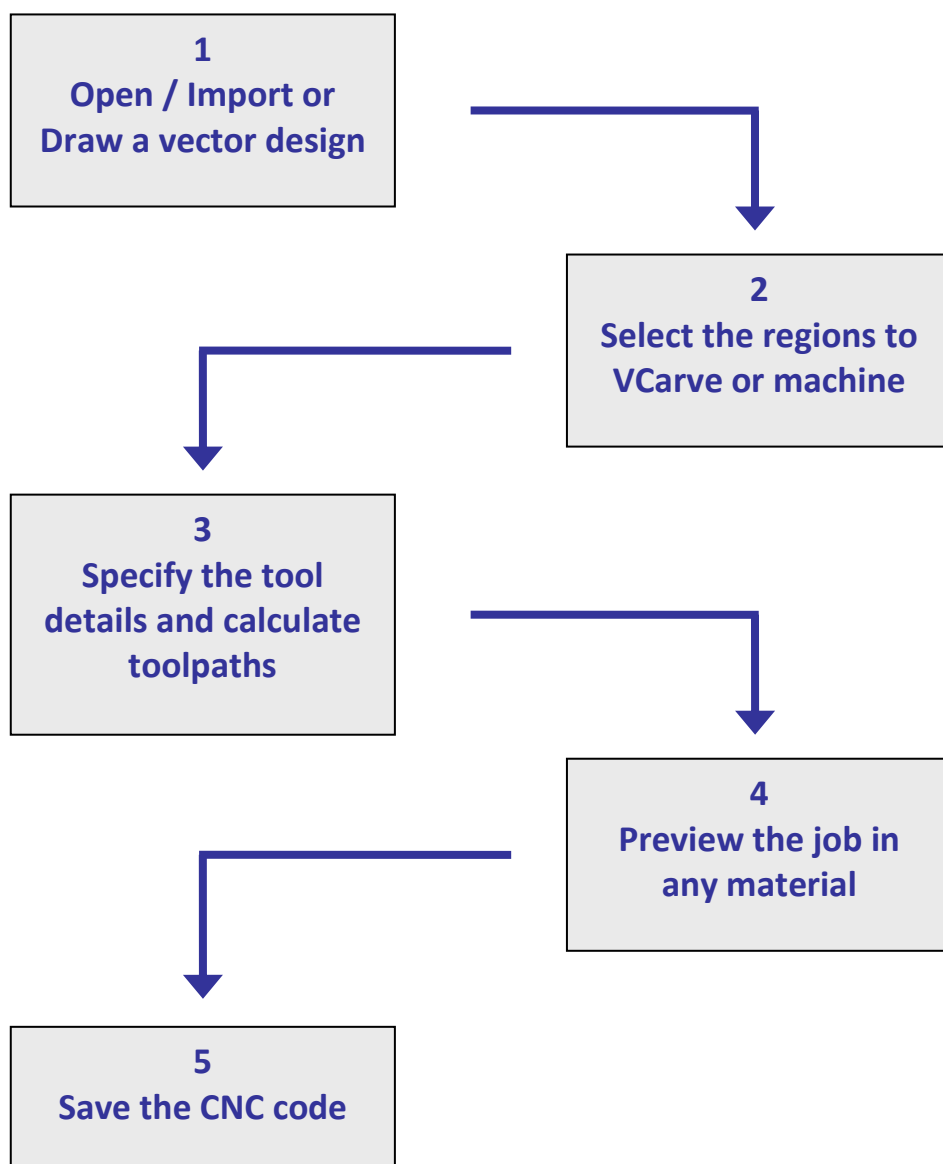 1
Open / Import or
Draw a vector design
2
Select the regions to
VCarve or machine
3
Specify the tool
details and calculate
toolpaths
4
Preview the job in
any material
5
Save the CNC code